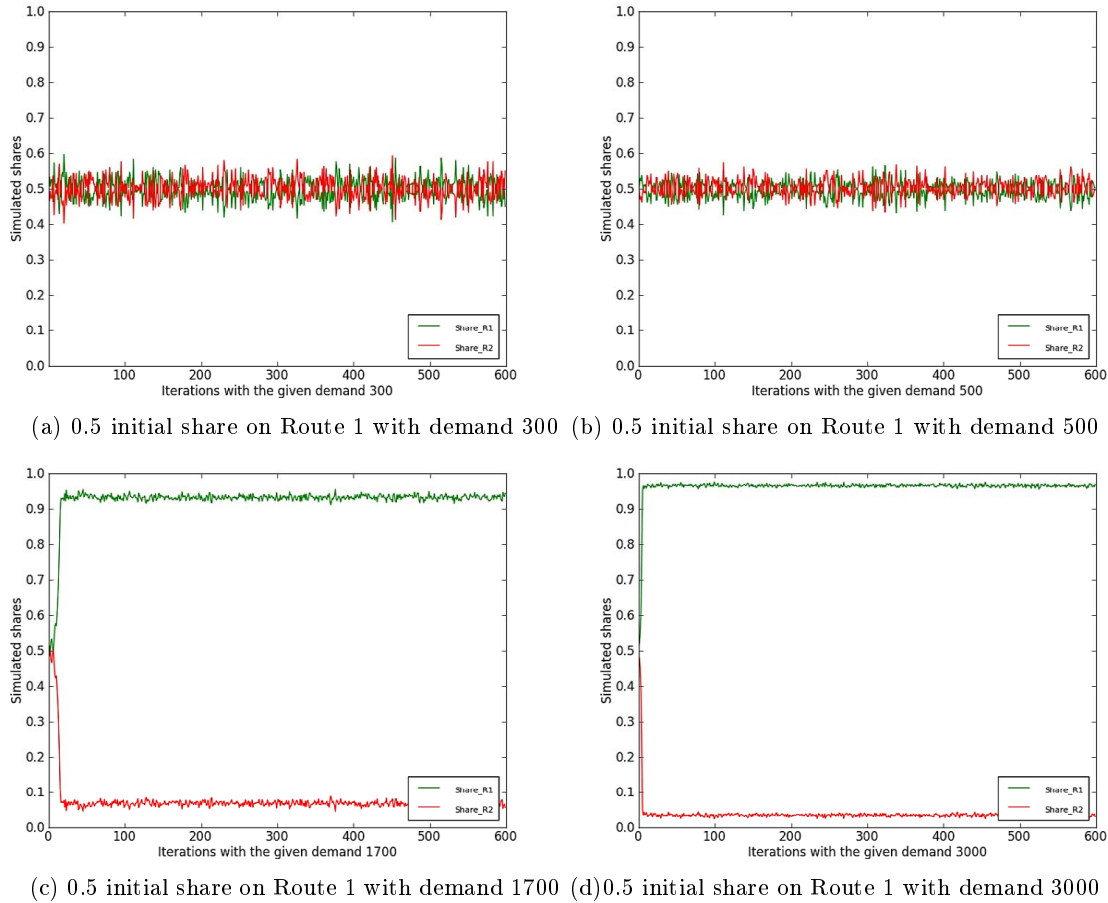 1.0
0.9
0.8
0.7
0.6
0.5
0.4
0.3
0.2
0.1
0.0
Simulated shares
100 200 300 400 500 600
Iterations with the given demand 300
Share_R1
Share_R2
(a) 0.5 initial share on Route 1 with demand 300
1.0
0.9
0.8
0.7
0.6
0.5
0.4
0.3
0.2
0.1
0.0
Simulated shares
0 100 200 300 400 500 600
Iterations with the given demand 500
Share_R1
Share_R2
(b) 0.5 initial share on Route 1 with demand 500
1.0
0.9
0.8
0.7
0.6
0.5
0.4
0.3
0.2
0.1
0.0
Simulated shares
0 100 200 300 400 500 600
Iterations with the given demand 1700
Share_R1
Share_R2
(c) 0.5 initial share on Route 1 with demand 1700
1.0
0.9
0.8
0.7
0.6
0.5
0.4
0.3
0.2
0.1
0.0
Simulated shares
0 100 200 300 400 500 600
Iterations with the given demand 3000
Share_R1
Share_R2
(d)0.5 initial share on Route 1 with demand 3000